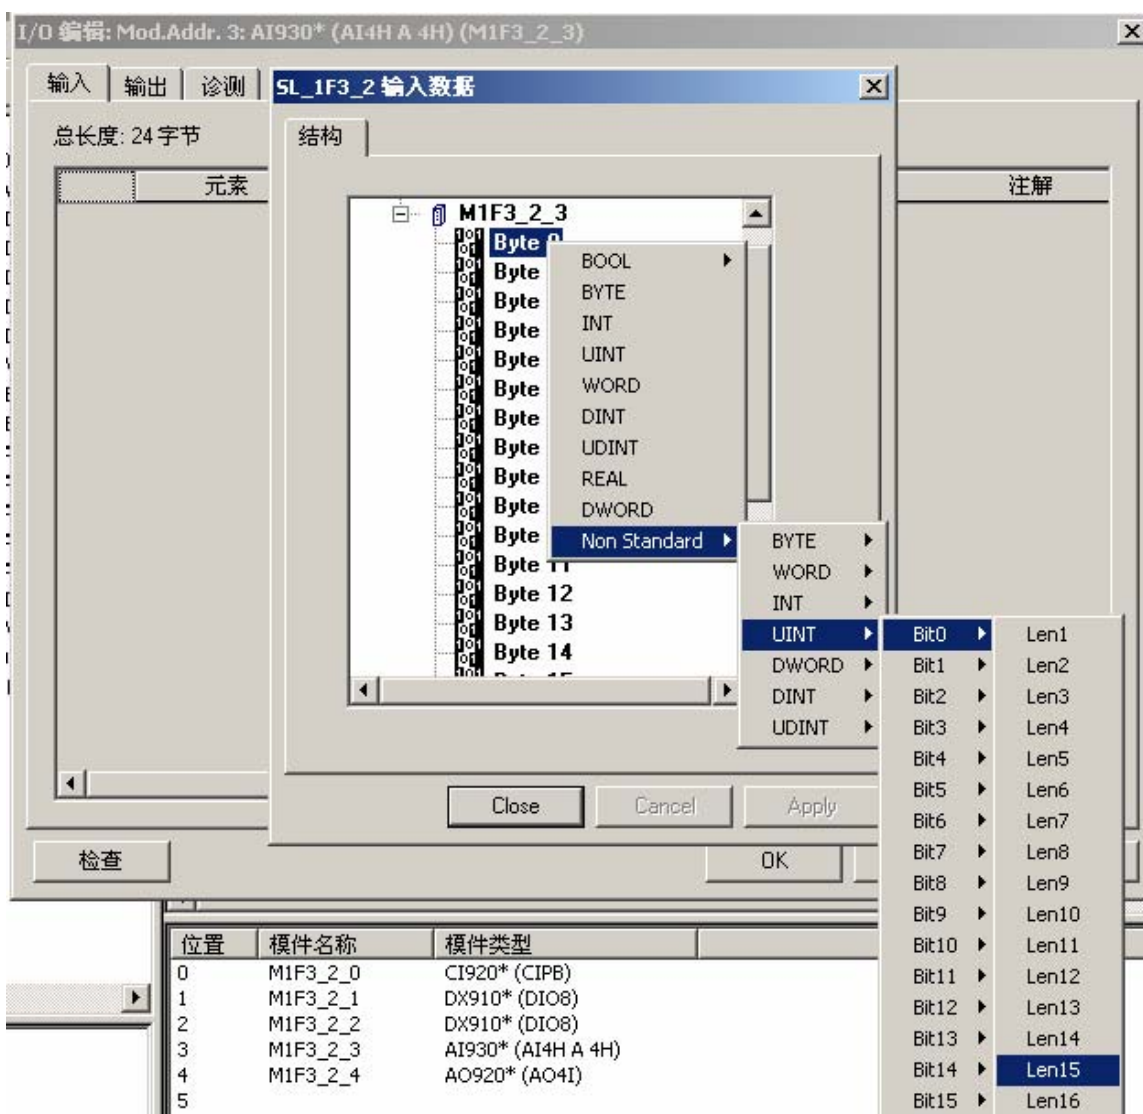 I/O 编辑: Mod.Addr. 3: AI930* (AI4H A 4H) (M1F3_2_3)
输入
输出
诊测
总长度: 24 字节
元素
注解
SL_1F3_2 输入数据
结构
M1F3_2_3
Byte
Byte
Byte
Byte
Byte
Byte
Byte
Byte
Byte
Byte
Byte
Byte 11
Byte 12
Byte 13
Byte 14
BOOL
BYTE
INT
UINT
WORD
DINT
UDINT
REAL
DWORD
Non Standard
BYTE
WORD
INT
UINT
DWORD
DINT
UDINT
Bit0
Bit1
Bit2
Bit3
Bit4
Bit5
Bit6
Bit7
Bit8
Bit9
Bit10
Bit11
Bit12
Bit13
Bit14
Bit15
Len1
Len2
Len3
Len4
Len5
Len6
Len7
Len8
Len9
Len10
Len11
Len12
Len13
Len14
Len15
Len16
Close
Cancel
Apply
检查
OK
位置 模件名称 模件类型
0 M1F3_2_0 CI920* (CIPB)
1 M1F3_2_1 DX910* (DIO8)
2 M1F3_2_2 DX910* (DIO8)
3 M1F3_2_3 AI930* (AI4H A 4H)
4 M1F3_2_4 AO920* (AO4I)
5